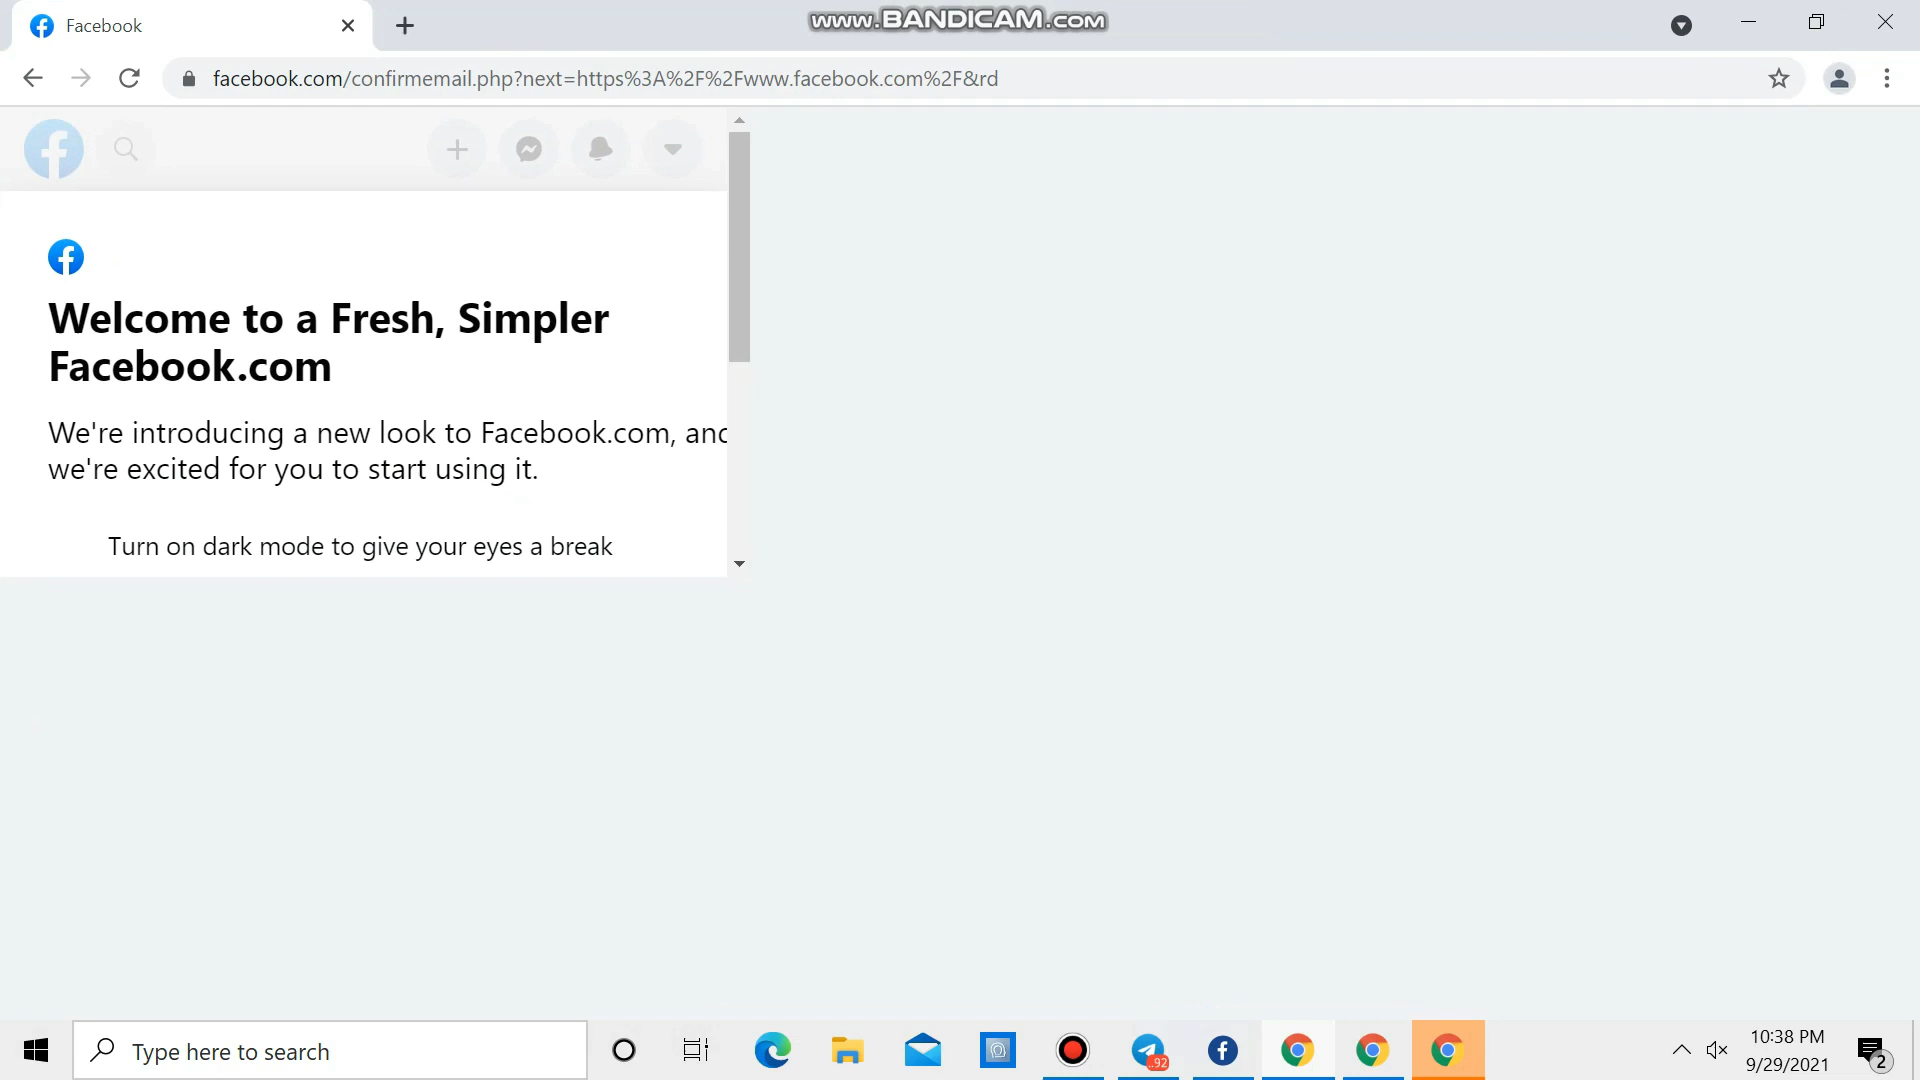 Facebook
www.BANDICAM.com
facebook.com/confirmemail.php?next=https%3A%2F%2Fwww.facebook.com%2F&rd
Welcome to a Fresh, Simpler
Facebook.com
We're introducing a new look to Facebook.com, and
we're excited for you to start using it.
Turn on dark mode to give your eyes a break
Type here to search
..92
10:38 PM
9/29/2021
2